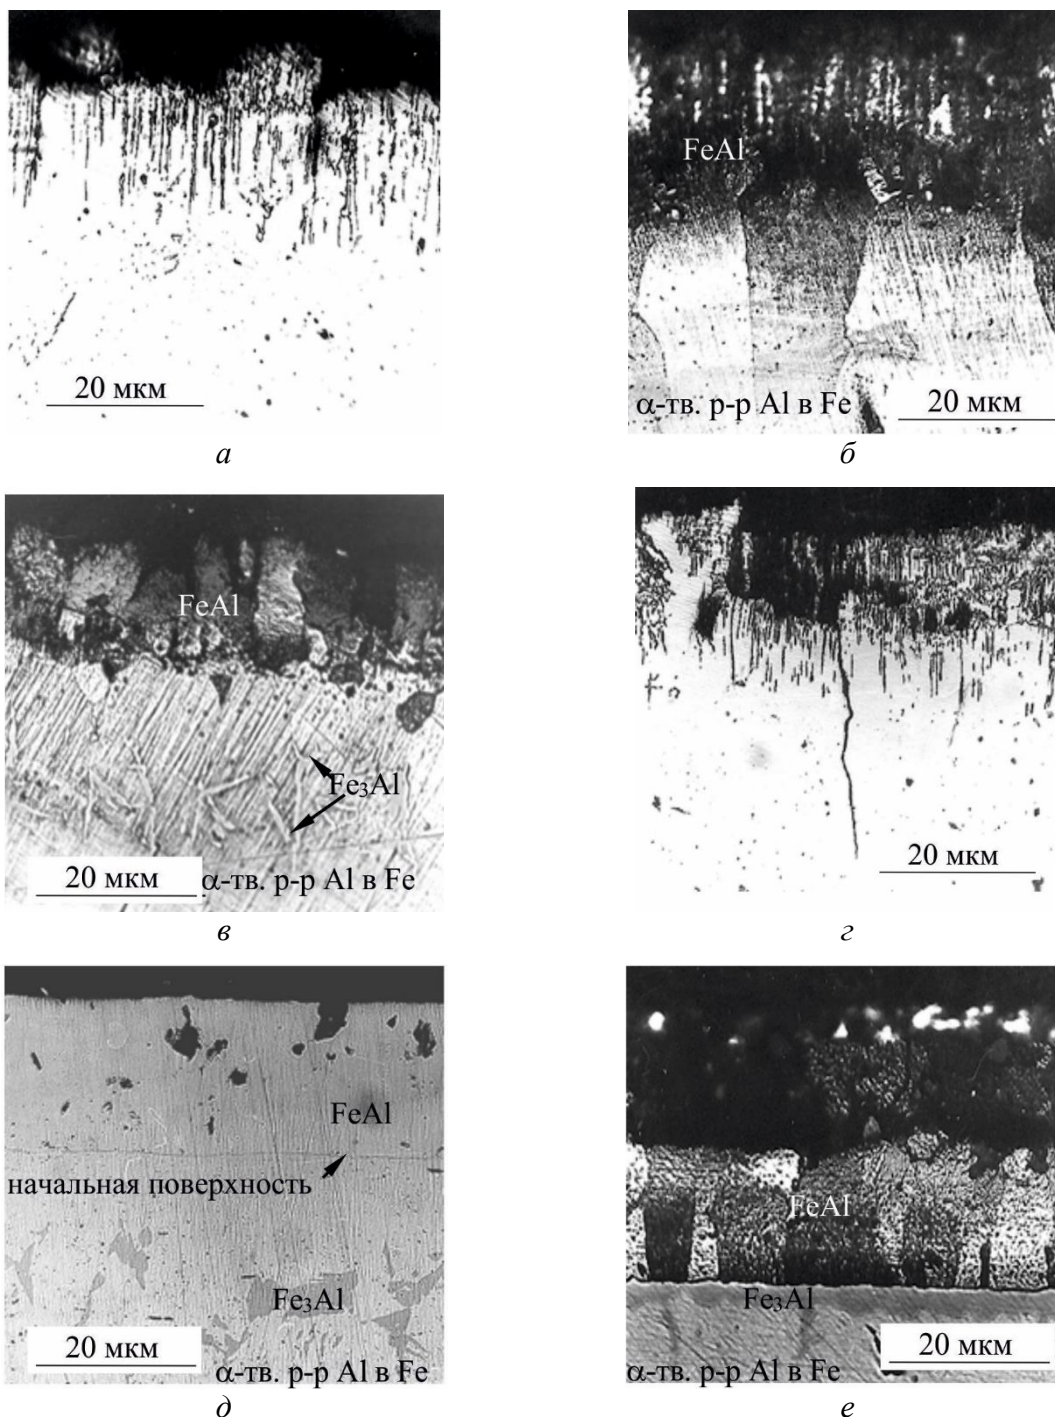 20 мкм
а
FeAl
α-тв. р-р Al в Fe
20 мкм
б
FeAl
Fe₃Al
20 мкм
α-тв. р-р Al в Fe
в
20 мкм
г
FeAl
начальная поверхность
Fe₃Al
20 мкм
α-тв. р-р Al в Fe
д
FeAl
Fe₃Al
α-тв. р-р Al в Fe
20 мкм
е